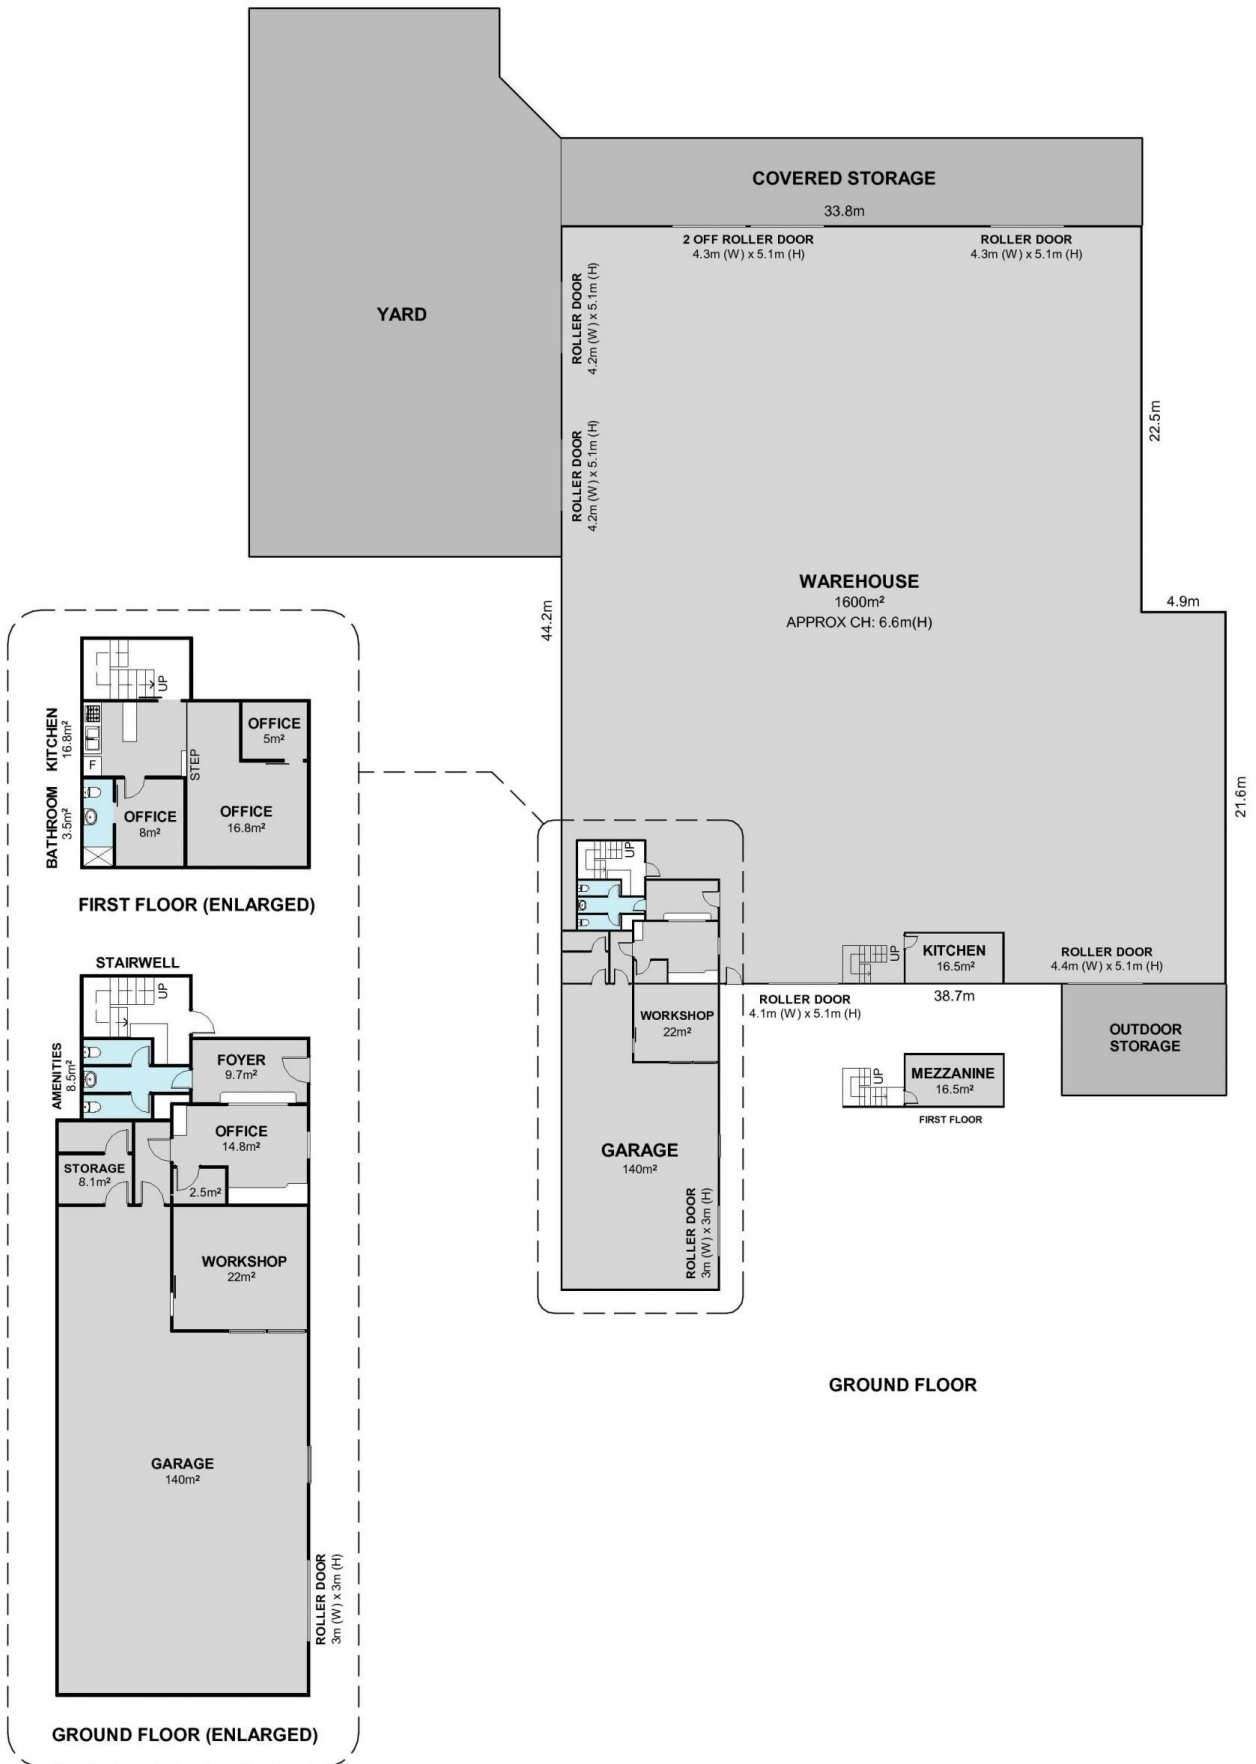 COVERED STORAGE
33.8m
2 OFF ROLLER DOOR
4.3m (W) x 5.1m (H)
ROLLER DOOR
4.3m (W) x 5.1m (H)
YARD
ROLLER DOOR
4.2m (W) x 5.1m (H)
ROLLER DOOR
4.2m (W) x 5.1m (H)
22.5m
WAREHOUSE
1600m²
APPROX CH: 6.6m(H)
4.9m
44.2m
21.6m
UP
KITCHEN
16.5m²
UP
ROLLER DOOR
4.4m (W) x 5.1m (H)
38.7m
ROLLER DOOR
4.1m (W) x 5.1m (H)
WORKSHOP
22m²
OUTDOOR
STORAGE
UP
MEZZANINE
16.5m²
FIRST FLOOR
GARAGE
140m²
ROLLER DOOR
3m (W) x 3m (H)
GROUND FLOOR
UP
KITCHEN
16.8m²
BATHROOM
3.5m²
F
STEP
OFFICE
5m²
OFFICE
8m²
OFFICE
16.8m²
FIRST FLOOR (ENLARGED)
STAIRWELL
UP
AMENITIES
8.5m²
FOYER
9.7m²
OFFICE
14.8m²
STORAGE
8.1m²
2.5m²
WORKSHOP
22m²
GARAGE
140m²
ROLLER DOOR
3m (W) x 3m (H)
GROUND FLOOR (ENLARGED)